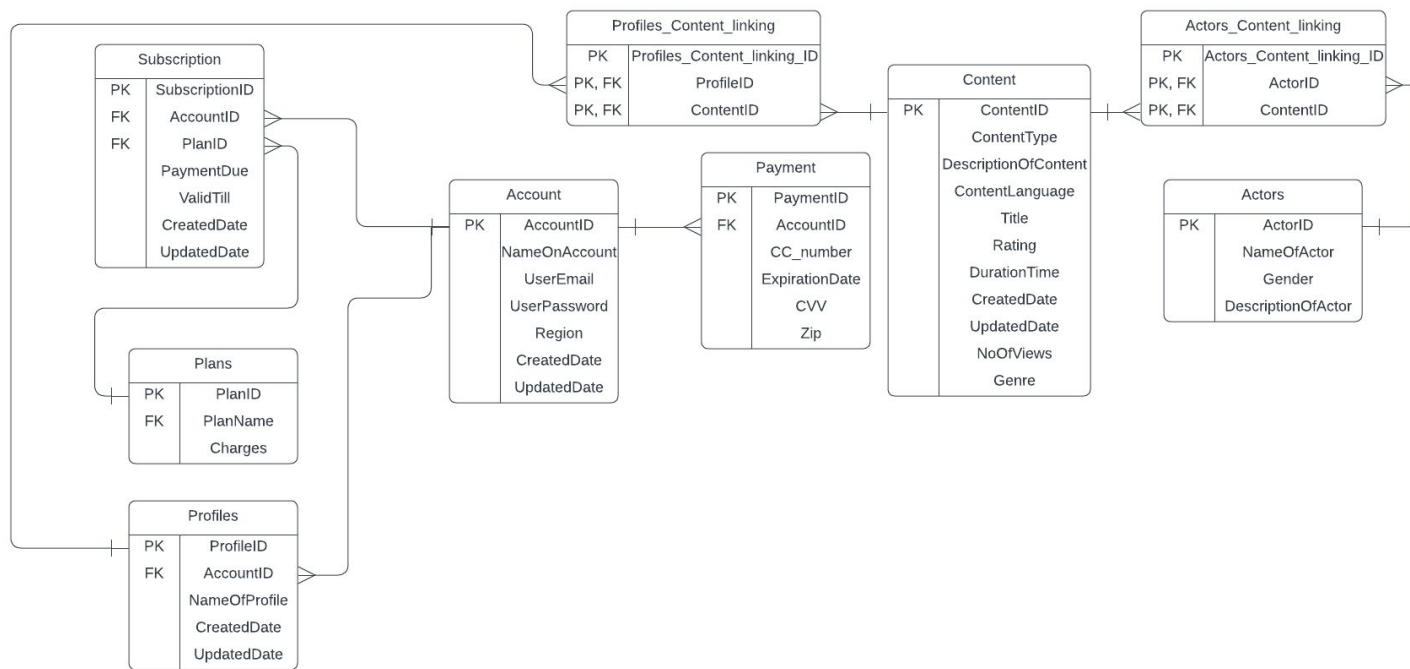 Subscription
PK SubscriptionID
FK AccountID
FK PlanID
PaymentDue
ValidTill
CreatedDate
UpdatedDate
Plans
PK PlanID
FK PlanName
Charges
Profiles
PK ProfileID
FK AccountID
NameOfProfile
CreatedDate
UpdatedDate
Account
PK AccountID
NameOnAccount
UserEmail
UserPassword
Region
CreatedDate
UpdatedDate
Profiles_Content_linking
PK Profiles_Content_linking_ID
PK, FK ProfileID
PK, FK ContentID
Payment
PK PaymentID
FK AccountID
CC_number
ExpirationDate
CVV
Zip
Content
PK ContentID
ContentType
DescriptionOfContent
ContentLanguage
Title
Rating
DurationTime
CreatedDate
UpdatedDate
NoOfViews
Genre
Actors_Content_linking
PK Actors_Content_linking_ID
PK, FK ActorID
PK, FK ContentID
Actors
PK ActorID
NameOfActor
Gender
DescriptionOfActor